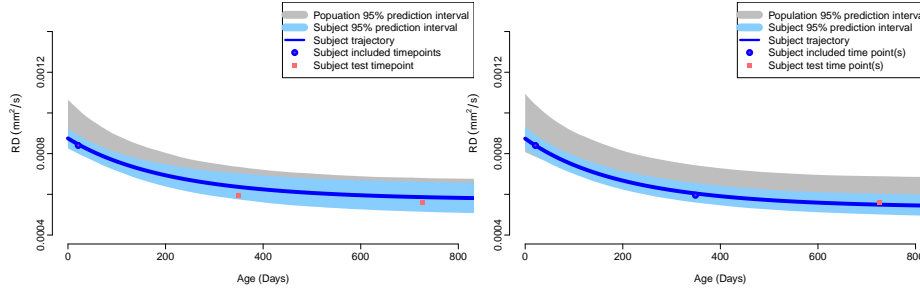 Popuation 95% prediction interval
Subject 95% prediction interval
Subject trajectory
Subject included timepoints
Subject test timepoint
RD (mm²/s)
0.0012
0.0008
0.0004
0 200 400 600 800
Age (Days)
Population 95% prediction interval
Subject 95% prediction interval
Subject trajectory
Subject included time point(s)
Subject test time point(s)
RD (mm²/s)
0.0012
0.0008
0.0004
0 200 400 600 800
Age (Days)